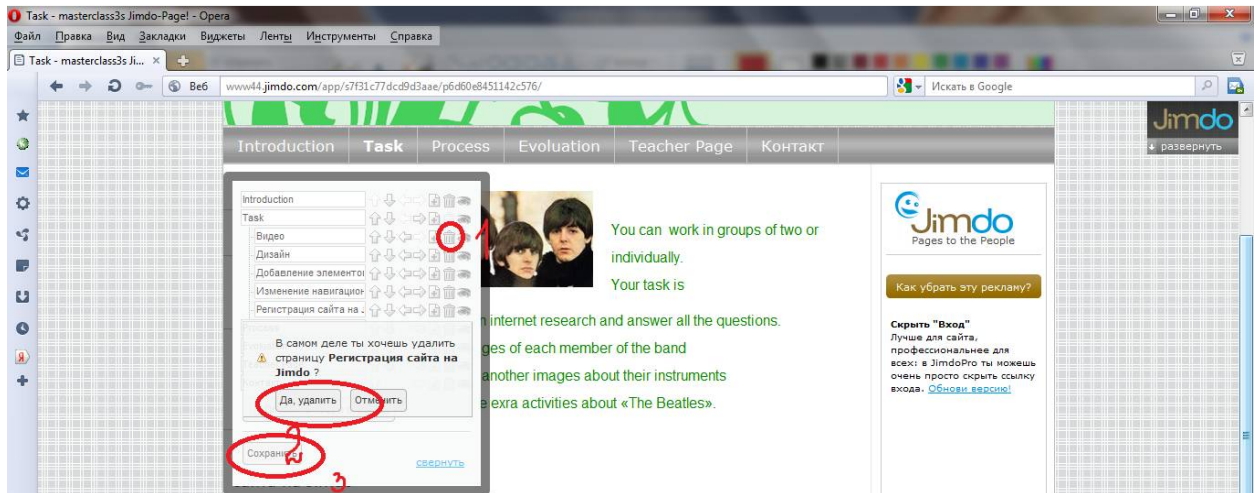 Task - masterclass3s Jimdo-Page! - Opera
Файл Правка Вид Закладки Виджеты Ленты Инструменты Справка
Task - masterclass3s Ji...
Веб www44.jimdo.com/app/s7f31c77dcd9d3aae/p6d60e8451142c576/ Искать в Google
Jimdo
развернуть
Introduction Task Process Evoluation Teacher Page Контакт
Introduction
Task
Видео
Дизайн
Добавление элементо
Изменение навигацион
Регистрация сайта на
1
В самом деле ты хочешь удалить
страницу Регистрация сайта на
Jimdo ?
Да, удалить Отменить
2
Сохранить
свернуть
3
You can work in groups of two or
individually.
Your task is
internet research and answer all the questions.
ges of each member of the band
another images about their instruments
exra activities about «The Beatles».
Jimdo
Pages to the People
Как убрать эту рекламу?
Скрыть "Вход"
Лучше для сайта,
профессиональнее для
всех: в JimdoPro ты можешь
очень просто скрыть ссылку
входа. Обнови версию!